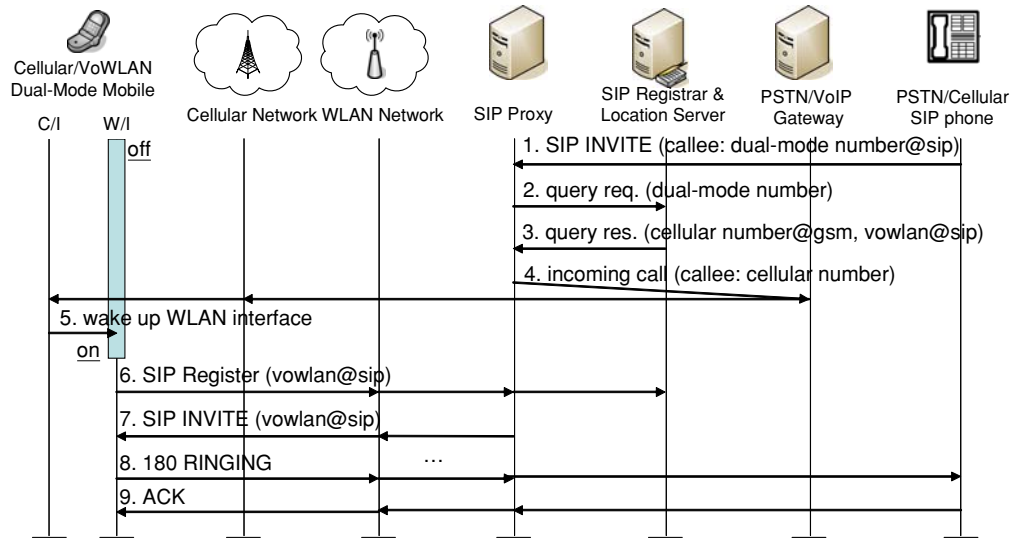 Cellular/VoWLAN
Dual-Mode Mobile
Cellular Network
WLAN Network
SIP Proxy
SIP Registrar &
Location Server
PSTN/VoIP
Gateway
PSTN/Cellular
SIP phone
C/I
W/I
off
1. SIP INVITE (callee: dual-mode number@sip)
2. query req. (dual-mode number)
3. query res. (cellular number@gsm, vowlan@sip)
4. incoming call (callee: cellular number)
5. wake up WLAN interface
on
6. SIP Register (vowlan@sip)
7. SIP INVITE (vowlan@sip)
8. 180 RINGING
...
9. ACK